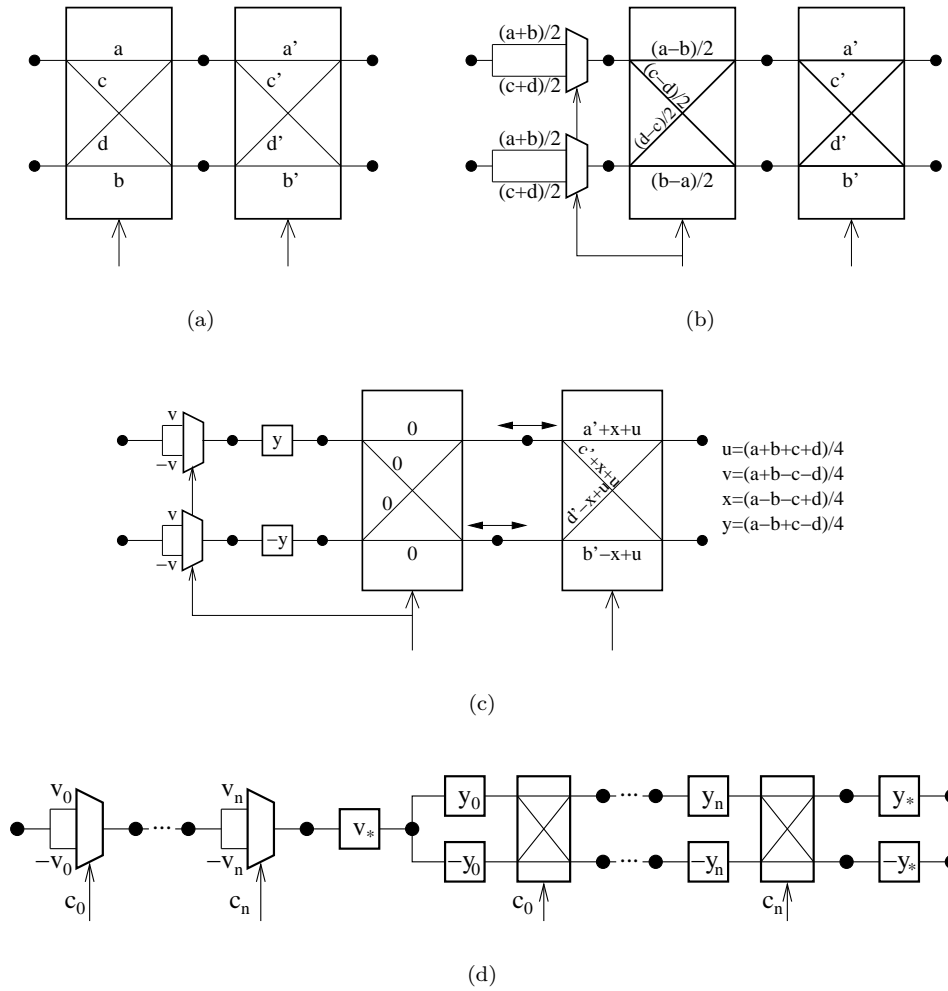 a
c
d
b
a'
c'
d'
b'
(a)
(a+b)/2
(c+d)/2
(a+b)/2
(c+d)/2
(a−b)/2
(c−d)/2
(d−c)/2
(b−a)/2
a'
c'
d'
b'
(b)
v
−v
y
v
−v
−y
0
0
0
0
a'+x+u
c'+x+u
d'−x+u
b'−x+u
u=(a+b+c+d)/4
v=(a+b−c−d)/4
x=(a−b−c+d)/4
y=(a−b+c−d)/4
(c)
v0
−v0
c0
...
vn
−vn
cn
v*
y0
−y0
c0
...
...
yn
−yn
cn
y*
−y*
(d)